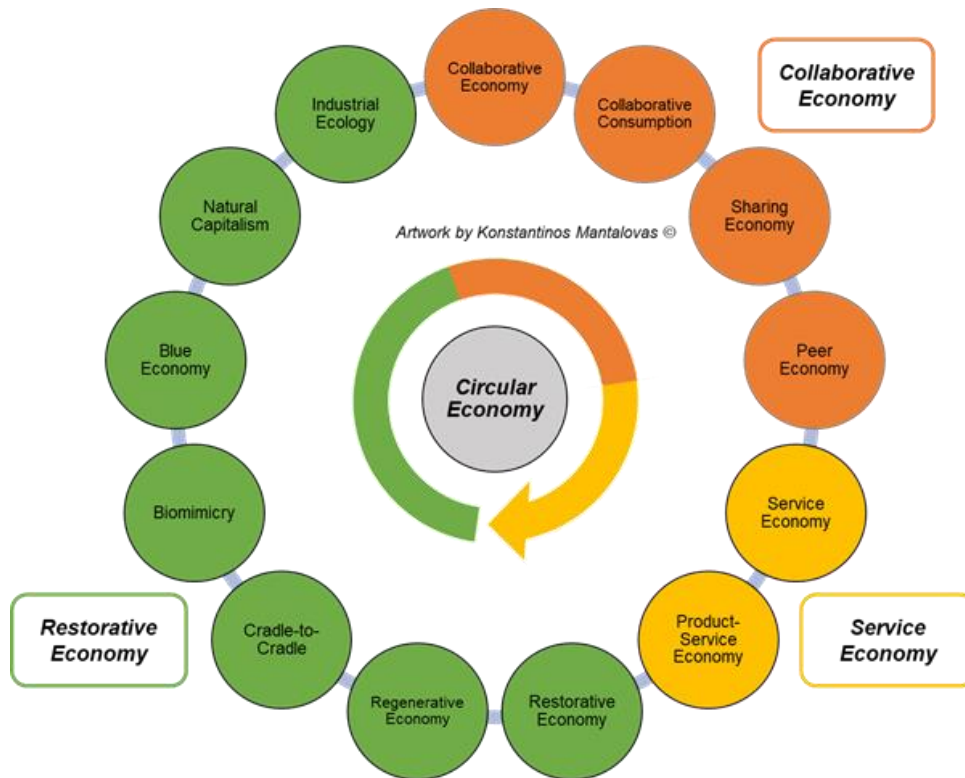 Collaborative
Economy
Collaborative
Consumption
Collaborative
Economy
Industrial
Ecology
Natural
Capitalism
Sharing
Economy
Artwork by Konstantinos Mantalovas ©
Blue
Economy
Peer
Economy
Circular
Economy
Biomimicry
Service
Economy
Restorative
Economy
Cradle-to-
Cradle
Product-
Service
Economy
Service
Economy
Regenerative
Economy
Restorative
Economy